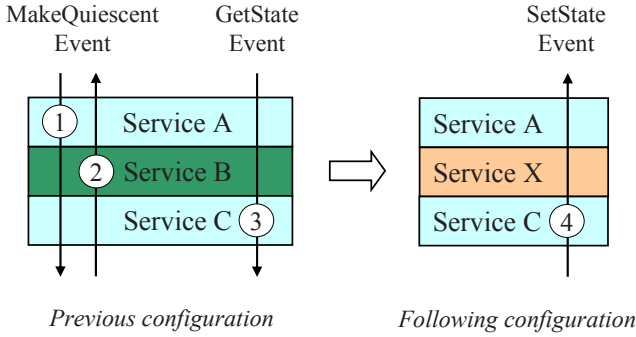 MakeQuiescent
Event
GetState
Event
SetState
Event
1
Service A
2
Service B
Service C
3
Service A
Service X
Service C
4
Previous configuration
Following configuration